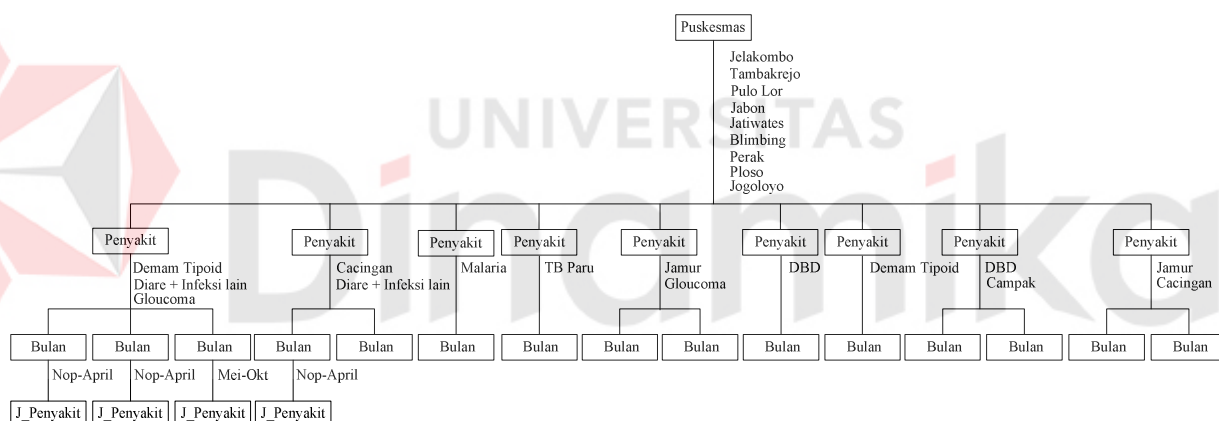 Puskesmas
Jelakombo
Tambakrejo
Pulo Lor
Jabon
Jatiwates
Blimbing
Perak
Ploso
Jogoloyo
UNIVERSITAS
Dinamika
Penyakit Penyakit Penyakit Penyakit Penyakit Penyakit Penyakit Penyakit Penyakit
Demam Tipoid Cacingan Malaria TB Paru Jamur DBD Demam Tipoid DBD Jamur
Diare + Infeksi lain Diare + Infeksi lain Gloucoma Campak Cacingan
Gloucoma
Bulan Bulan Bulan Bulan Bulan Bulan Bulan Bulan Bulan Bulan Bulan Bulan Bulan Bulan Bulan
Nop-April Nop-April Mei-Okt Nop-April
J_Penyakit J_Penyakit J_Penyakit J_Penyakit